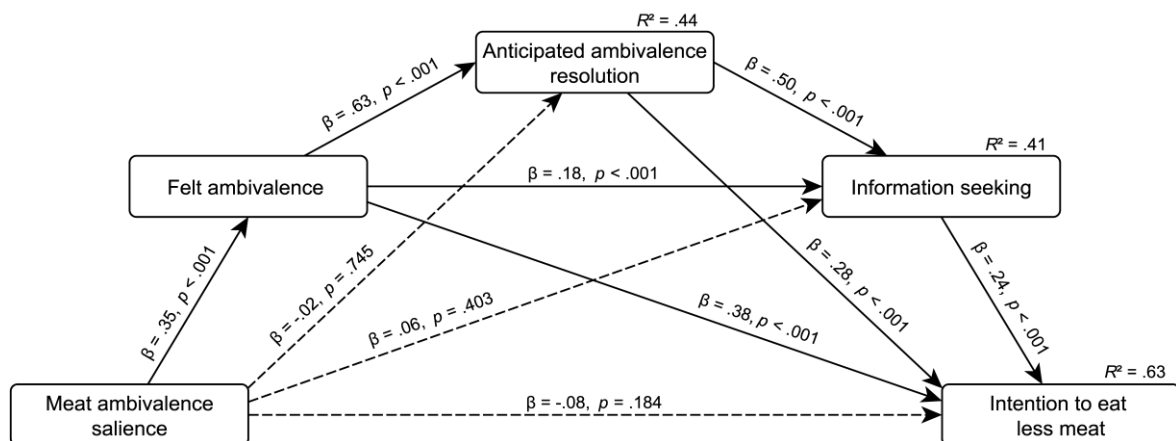 R² = .44
Anticipated ambivalence
resolution
β = .63, p < .001
β = .50, p < .001
R² = .41
Felt ambivalence
β = .18, p < .001
Information seeking
β = .35, p < .001
β = -.02, p = .745
β = .06, p = .403
β = .38, p < .001
β = .28, p < .001
β = .24, p < .001
R² = .63
Meat ambivalence
salience
β = -.08, p = .184
Intention to eat
less meat